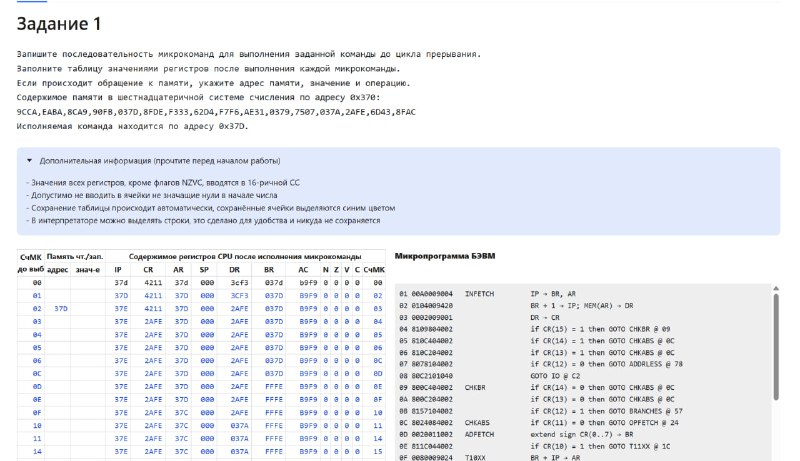 Задание 1
Запишите последовательность микрокоманд для выполнения заданной команды до цикла прерывания.
Заполните таблицу значениями регистров после выполнения каждой микрокоманды.
Если происходит обращение к памяти, укажите адрес памяти, значение и операцию.
Содержимое памяти в шестнадцатеричной системе счисления по адресу 0x370:
9CCA,EABA,8CA9,90FB,037D,8FDE,F333,62D4,F7F6,AE31,0379,7507,037A,2AFE,6D43,8FAC
Исполняемая команда находится по адресу 0x37D.
▼ Дополнительная информация (прочтите перед началом работы)
- Значения всех регистров, кроме флагов NZVC, вводятся в 16-ричной СС
- Допустимо не вводить в ячейки не значащие нули в начале числа
- Сохранение таблицы происходит автоматически, сохранённые ячейки выделяются синим цветом
- В интерпретаторе можно выделять строки, это сделано для удобства и никуда не сохраняется
СчМК Память чт./зап. Содержимое регистров CPU после исполнения микрокоманды
до выб адрес знач-е IP CR AR SP DR BR AC N Z V C СчМК
00 37d 4211 37d 000 3cf3 037d b9f9 0 0 0 0 00
01 37D 4211 37D 000 3CF3 037D B9F9 0 0 0 0 02
02 37D 37E 4211 37D 000 2AFE 037D B9F9 0 0 0 0 03
03 37E 2AFE 37D 000 2AFE 037D B9F9 0 0 0 0 04
04 37E 2AFE 37D 000 2AFE 037D B9F9 0 0 0 0 05
05 37E 2AFE 37D 000 2AFE 037D B9F9 0 0 0 0 06
06 37E 2AFE 37D 000 2AFE 037D B9F9 0 0 0 0 0C
0C 37E 2AFE 37D 000 2AFE 037D B9F9 0 0 0 0 0D
0D 37E 2AFE 37D 000 2AFE FFFE B9F9 0 0 0 0 0E
0E 37E 2AFE 37D 000 2AFE FFFE B9F9 0 0 0 0 0F
0F 37E 2AFE 37C 000 2AFE FFFE B9F9 0 0 0 0 10
10 37E 2AFE 37C 000 037A FFFE B9F9 0 0 0 0 11
11 37E 2AFE 37C 000 037A FFFE B9F9 0 0 0 0 14
14 37E 2AFE 37C 000 037A FFFE B9F9 0 0 0 0 15
Микропрограмма БЭВМ
01 00A0009004 INFETCH IP → BR, AR
02 0104009420 BR + 1 → IP; MEM(AR) → DR
03 0002009001 DR → CR
04 8109804002 if CR(15) = 1 then GOTO CHKBR @ 09
05 810C404002 if CR(14) = 1 then GOTO CHKABS @ 0C
06 810C204002 if CR(13) = 1 then GOTO CHKABS @ 0C
07 8078104002 if CR(12) = 0 then GOTO ADDRLESS @ 78
08 80C2101040 GOTO IO @ C2
09 800C404002 CHKBR if CR(14) = 0 then GOTO CHKABS @ 0C
0A 800C204002 if CR(13) = 0 then GOTO CHKABS @ 0C
0B 8157104002 if CR(12) = 1 then GOTO BRANCHES @ 57
0C 8024084002 CHKABS if CR(11) = 0 then GOTO OPFETCH @ 24
0D 0020011002 ADFETCH extend sign CR(0..7) → BR
0E 811C044002 if CR(10) = 1 then GOTO T11XX @ 1C
0F 0080009024 T10XX BR + IP → AR